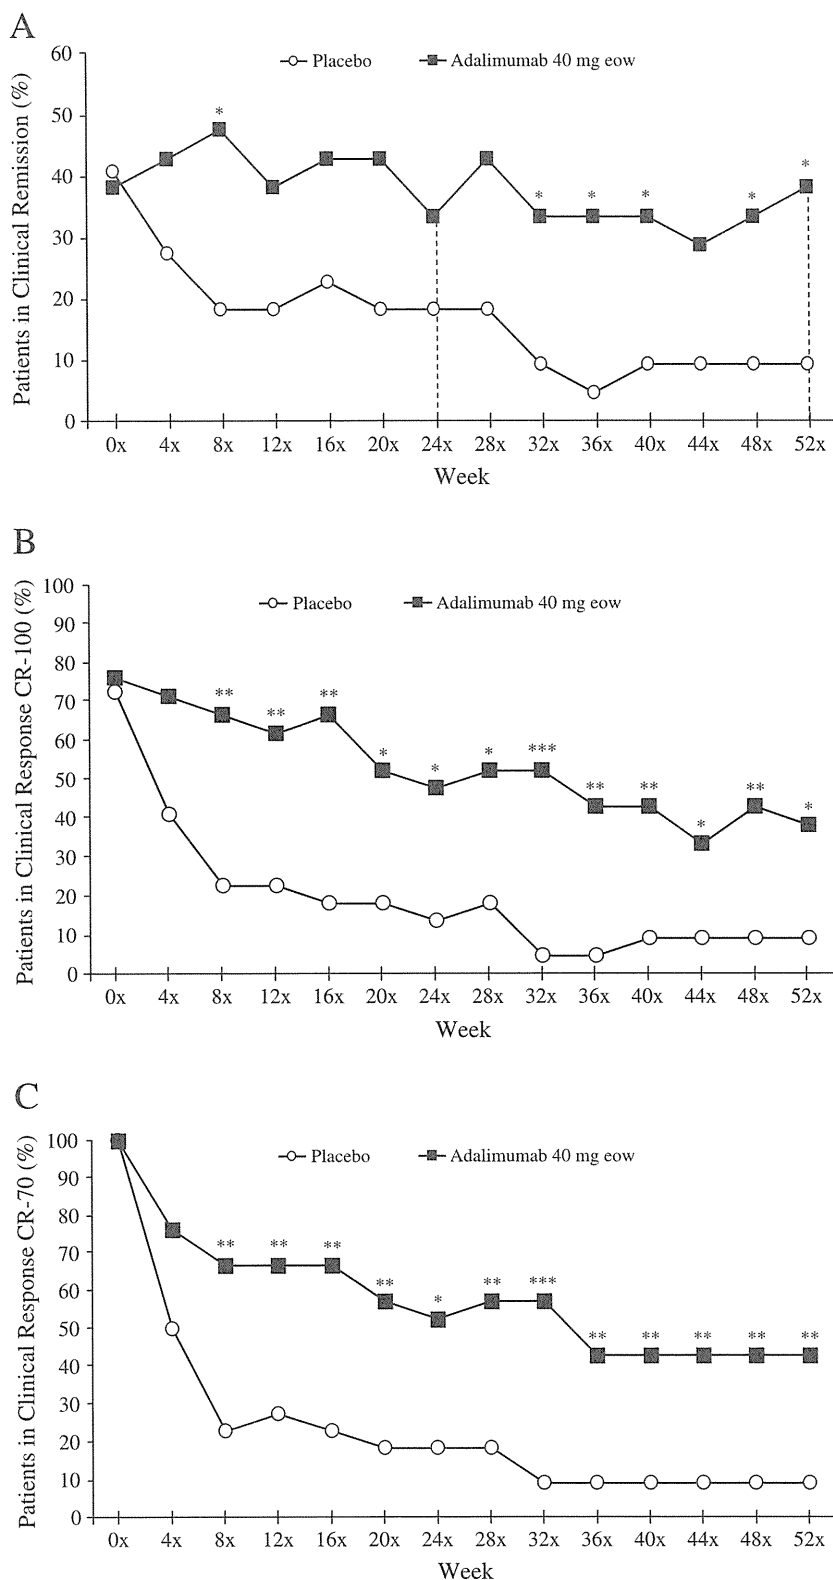 A
Patients in Clinical Remission (%)
Placebo
Adalimumab 40 mg eow
60
50
40
30
20
10
0
*
*
*
*
*
*
0x 4x 8x 12x 16x 20x 24x 28x 32x 36x 40x 44x 48x 52x
Week
B
Patients in Clinical Response CR-100 (%)
Placebo
Adalimumab 40 mg eow
100
90
80
70
60
50
40
30
20
10
0
** ** ** * * * *** ** ** * ** *
0x 4x 8x 12x 16x 20x 24x 28x 32x 36x 40x 44x 48x 52x
Week
C
Patients in Clinical Response CR-70 (%)
Placebo
Adalimumab 40 mg eow
100
90
80
70
60
50
40
30
20
10
0
** ** ** ** * ** *** ** ** ** ** **
0x 4x 8x 12x 16x 20x 24x 28x 32x 36x 40x 44x 48x 52x
Week